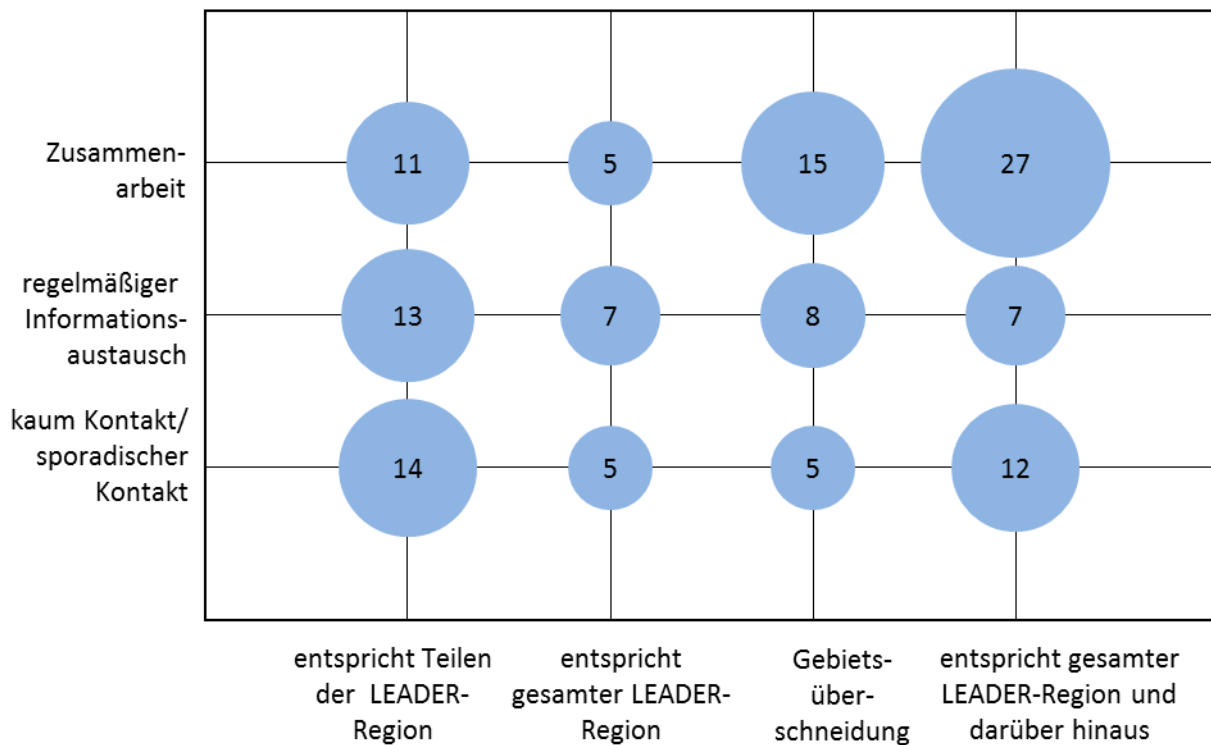 Zusammen-
arbeit
11
5
15
27
regelmäßiger
Informations-
austausch
13
7
8
7
kaum Kontakt/
sporadischer
Kontakt
14
5
5
12
entspricht Teilen
der LEADER-
Region
entspricht
gesamter LEADER-
Region
Gebiets-
über-
schneidung
entspricht gesamter
LEADER-Region und
darüber hinaus